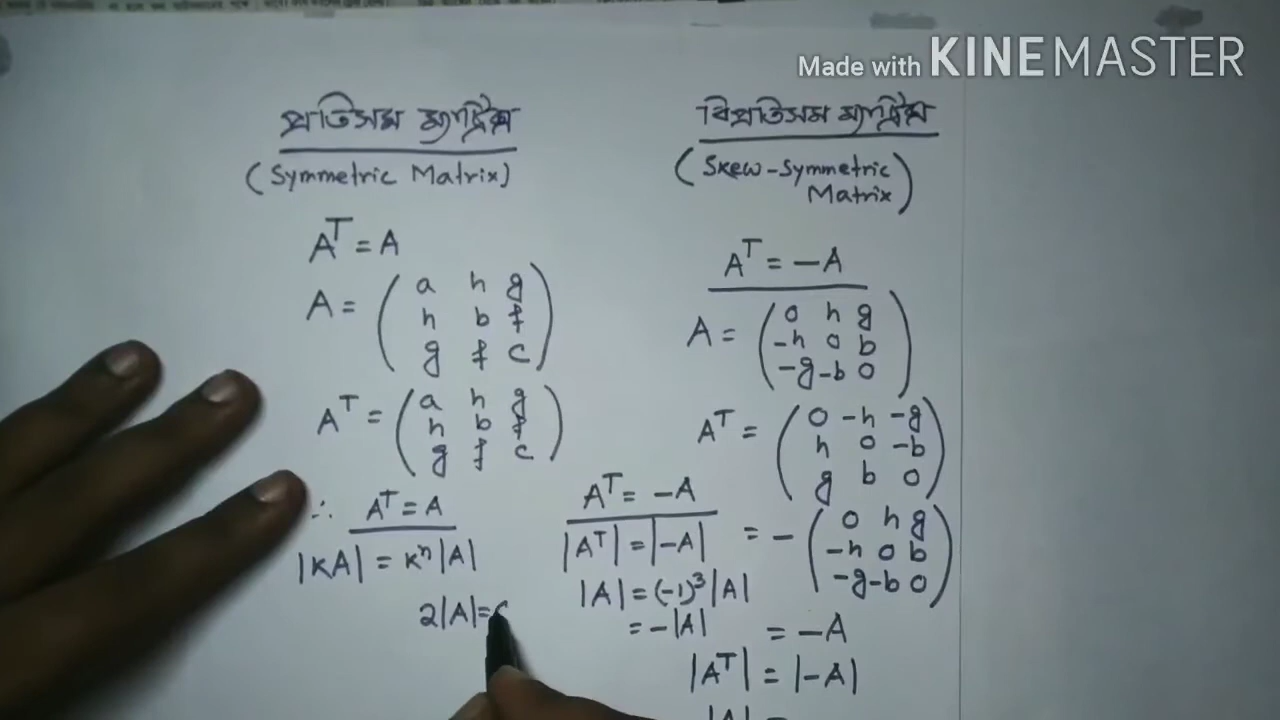 Made with KINEMASTER
প্রতিসম ম্যাট্রিক্স
(Symmetric Matrix)
A^T = A
A = ( a h g
h b f
g f c )
A^T = ( a h g
h b f
g f c )
∴ A^T = A
|KA| = K^n |A|
2|A| =
বিপ্রতিসম ম্যাট্রিক্স
(Skew-Symmetric
Matrix)
A^T = -A
A = ( 0 h g
-h 0 b
-g -b 0 )
A^T = ( 0 -h -g
h 0 -b
g b 0 )
= - ( 0 h g
-h 0 b
-g -b 0 )
= -A
|A^T| = |-A|
|A| =
A^T = -A
|A^T| = |-A|
|A| = (-1)^3 |A|
= -|A|